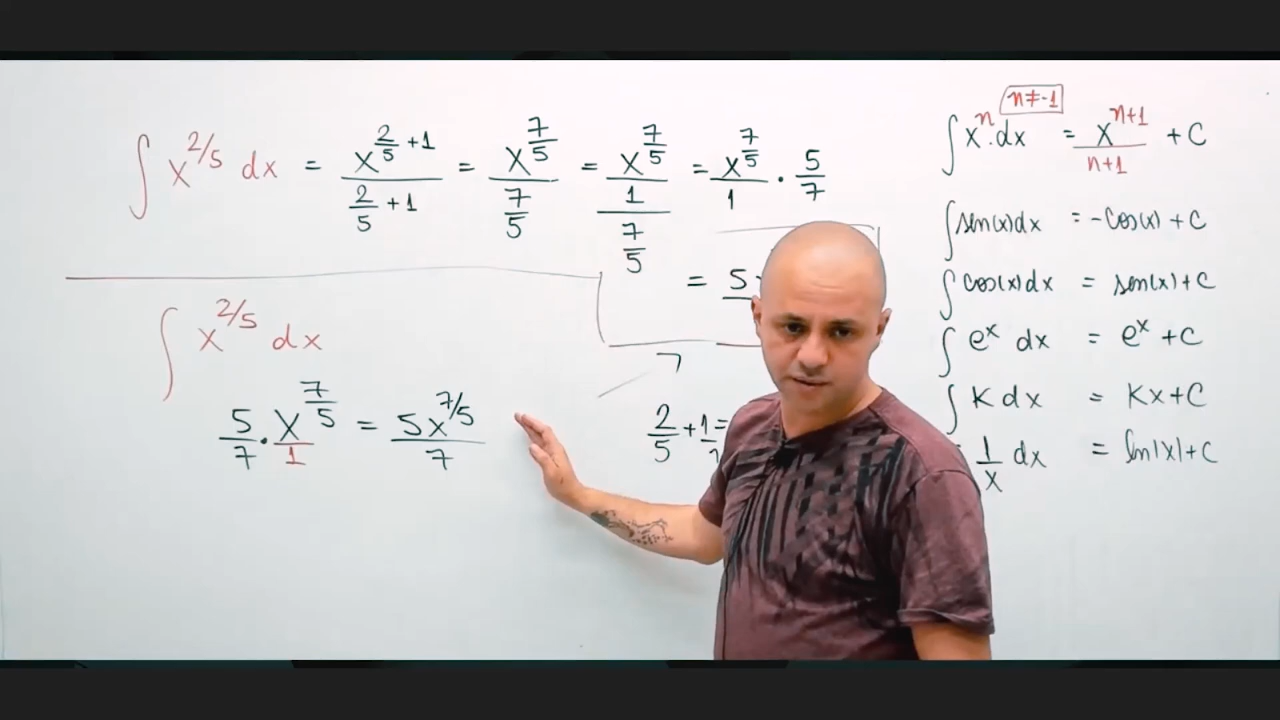 ∫ x^{2/5} dx = x^{2/5 + 1} / (2/5 + 1) = x^{7/5} / (7/5) = (x^{7/5} / 1) / (7/5) = x^{7/5} / 1 · 5/7
= 5
∫ x^{2/5} dx
5/7 · x^{7/5} / 1 = 5x^{7/5} / 7
7
2/5 + 1 =
n ≠ -1
∫ x^n . dx = x^{n+1} / (n+1) + C
∫ sen(x) dx = -cos(x) + C
∫ cos(x) dx = sen(x) + C
∫ e^x dx = e^x + C
∫ K dx = Kx + C
1/x dx = ln|x| + C